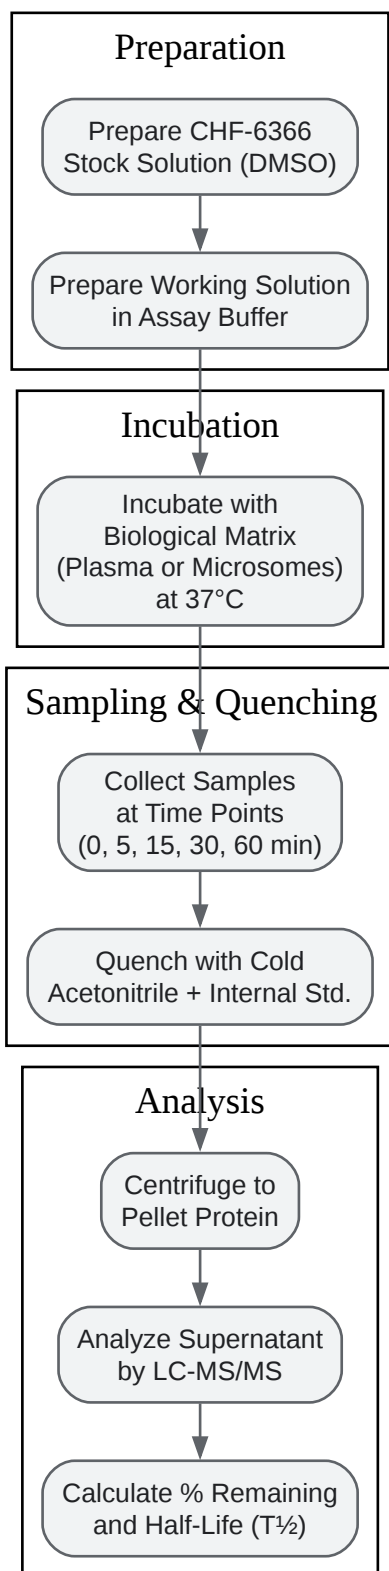 Preparation
Prepare CHF-6366
Stock Solution (DMSO)
Prepare Working Solution
in Assay Buffer
Incubation
Incubate with
Biological Matrix
(Plasma or Microsomes)
at 37°C
Sampling & Quenching
Collect Samples
at Time Points
(0, 5, 15, 30, 60 min)
Quench with Cold
Acetonitrile + Internal Std.
Analysis
Centrifuge to
Pellet Protein
Analyze Supernatant
by LC-MS/MS
Calculate % Remaining
and Half-Life (T½)